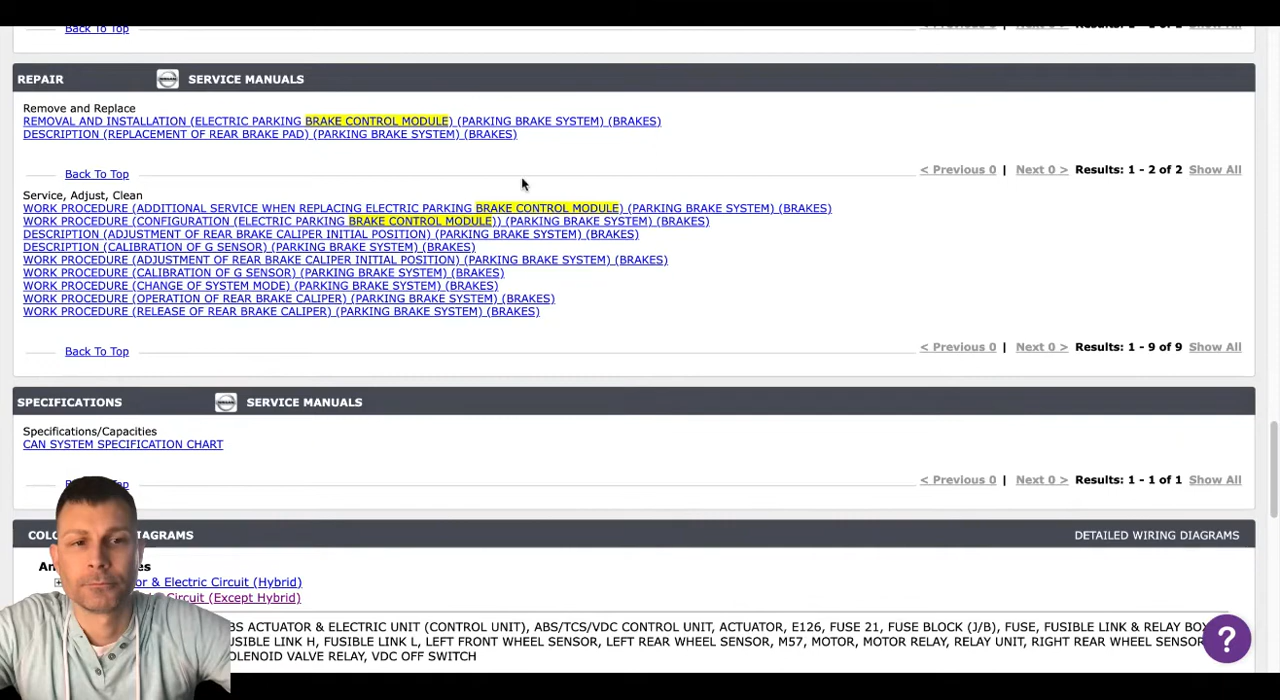 Back To Top
< Previous 0 | Next 0 > Results: 1 - 2 of 2 Show All
REPAIR SERVICE MANUALS
Remove and Replace
REMOVAL AND INSTALLATION (ELECTRIC PARKING BRAKE CONTROL MODULE) (PARKING BRAKE SYSTEM) (BRAKES)
DESCRIPTION (REPLACEMENT OF REAR BRAKE PAD) (PARKING BRAKE SYSTEM) (BRAKES)
Back To Top
< Previous 0 | Next 0 > Results: 1 - 2 of 2 Show All
Service, Adjust, Clean
WORK PROCEDURE (ADDITIONAL SERVICE WHEN REPLACING ELECTRIC PARKING BRAKE CONTROL MODULE) (PARKING BRAKE SYSTEM) (BRAKES)
WORK PROCEDURE (CONFIGURATION (ELECTRIC PARKING BRAKE CONTROL MODULE)) (PARKING BRAKE SYSTEM) (BRAKES)
DESCRIPTION (ADJUSTMENT OF REAR BRAKE CALIPER INITIAL POSITION) (PARKING BRAKE SYSTEM) (BRAKES)
DESCRIPTION (CALIBRATION OF G SENSOR) (PARKING BRAKE SYSTEM) (BRAKES)
WORK PROCEDURE (ADJUSTMENT OF REAR BRAKE CALIPER INITIAL POSITION) (PARKING BRAKE SYSTEM) (BRAKES)
WORK PROCEDURE (CALIBRATION OF G SENSOR) (PARKING BRAKE SYSTEM) (BRAKES)
WORK PROCEDURE (CHANGE OF SYSTEM MODE) (PARKING BRAKE SYSTEM) (BRAKES)
WORK PROCEDURE (OPERATION OF REAR BRAKE CALIPER) (PARKING BRAKE SYSTEM) (BRAKES)
WORK PROCEDURE (RELEASE OF REAR BRAKE CALIPER) (PARKING BRAKE SYSTEM) (BRAKES)
Back To Top
< Previous 0 | Next 0 > Results: 1 - 9 of 9 Show All
SPECIFICATIONS SERVICE MANUALS
Specifications/Capacities
CAN SYSTEM SPECIFICATION CHART
< Previous 0 | Next 0 > Results: 1 - 1 of 1 Show All
DETAILED WIRING DIAGRAMS
& Electric Circuit (Hybrid)
Circuit (Except Hybrid)
ACTUATOR & ELECTRIC UNIT (CONTROL UNIT), ABS/TCS/VDC CONTROL UNIT, ACTUATOR, E126, FUSE 21, FUSE BLOCK (J/B), FUSE, FUSIBLE LINK & RELAY BOX
LINK H, FUSIBLE LINK L, LEFT FRONT WHEEL SENSOR, LEFT REAR WHEEL SENSOR, M57, MOTOR, MOTOR RELAY, RELAY UNIT, RIGHT REAR WHEEL SENSOR
VALVE RELAY, VDC OFF SWITCH
?